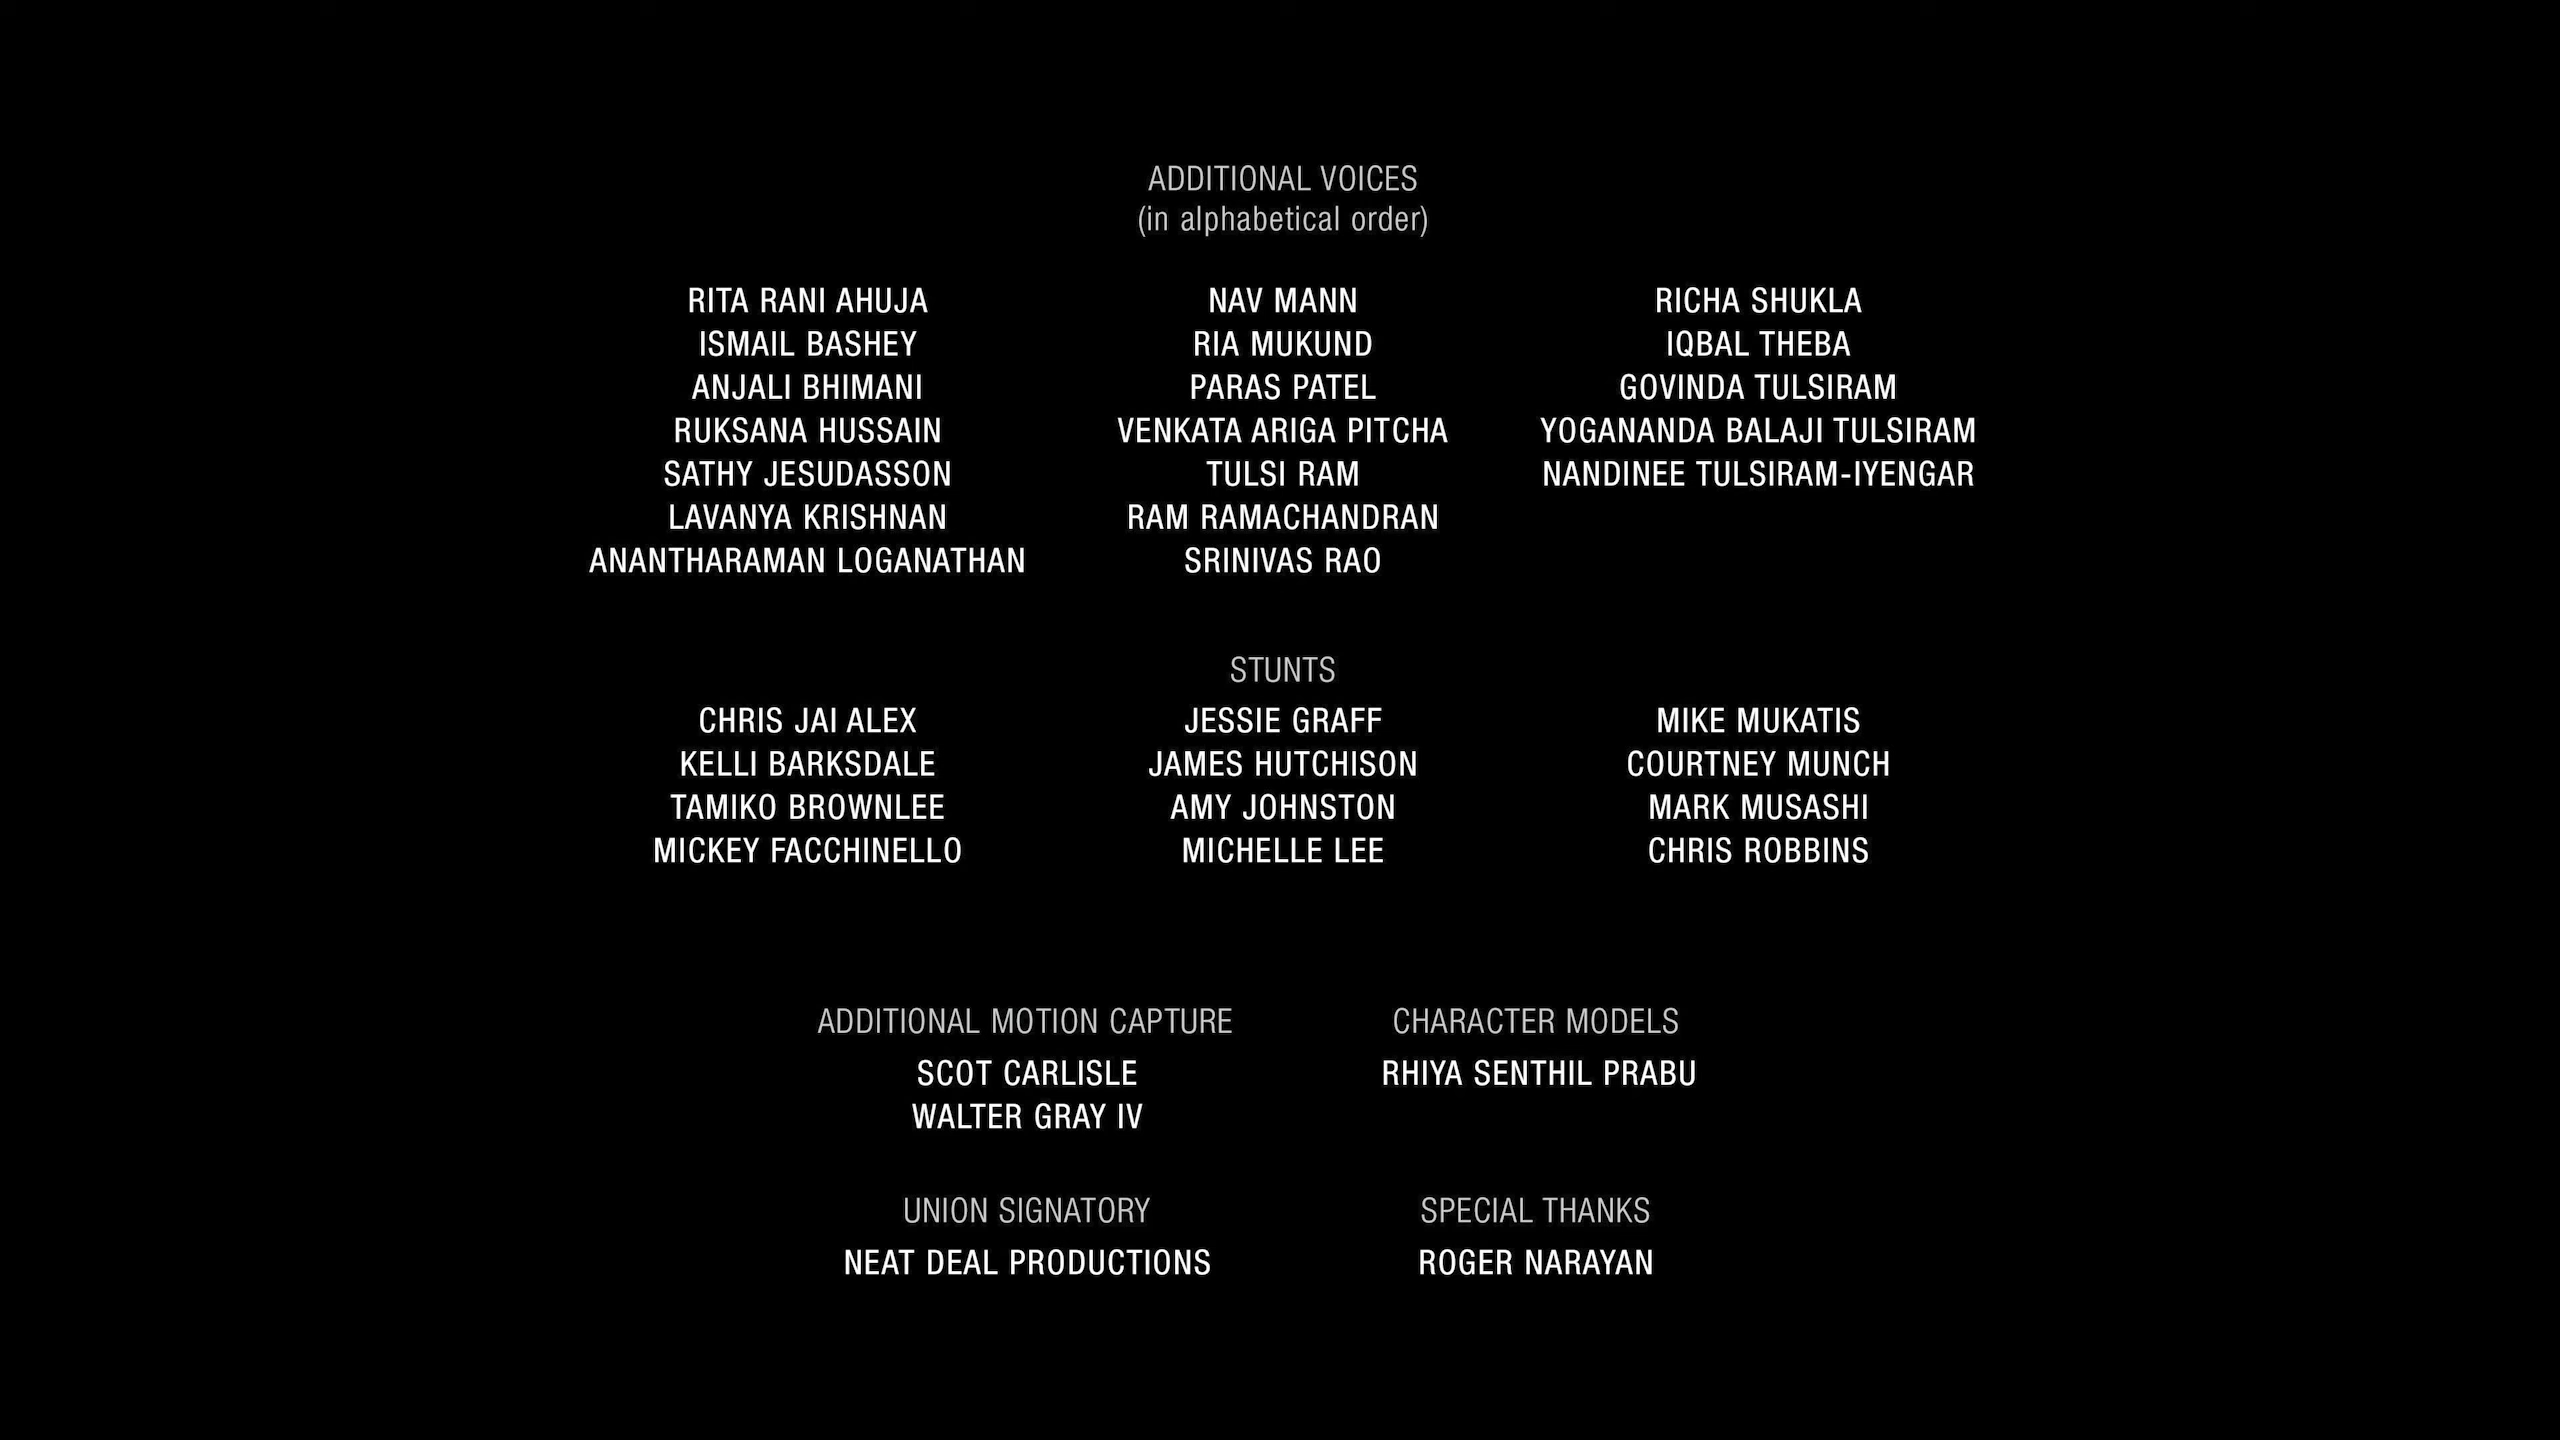 ADDITIONAL VOICES
(in alphabetical order)
RITA RANI AHUJA
ISMAIL BASHEY
ANJALI BHIMANI
RUKSANA HUSSAIN
SATHY JESUDASSON
LAVANYA KRISHNAN
ANANTHARAMAN LOGANATHAN
NAV MANN
RIA MUKUND
PARAS PATEL
VENKATA ARIGA PITCHA
TULSI RAM
RAM RAMACHANDRAN
SRINIVAS RAO
RICHA SHUKLA
IQBAL THEBA
GOVINDA TULSIRAM
YOGANANDA BALAJI TULSIRAM
NANDINEE TULSIRAM-IYENGAR
STUNTS
CHRIS JAI ALEX
KELLI BARKSDALE
TAMIKO BROWNLEE
MICKEY FACCHINELLO
JESSIE GRAFF
JAMES HUTCHISON
AMY JOHNSTON
MICHELLE LEE
MIKE MUKATIS
COURTNEY MUNCH
MARK MUSASHI
CHRIS ROBBINS
ADDITIONAL MOTION CAPTURE
SCOT CARLISLE
WALTER GRAY IV
CHARACTER MODELS
RHIYA SENTHIL PRABU
UNION SIGNATORY
NEAT DEAL PRODUCTIONS
SPECIAL THANKS
ROGER NARAYAN